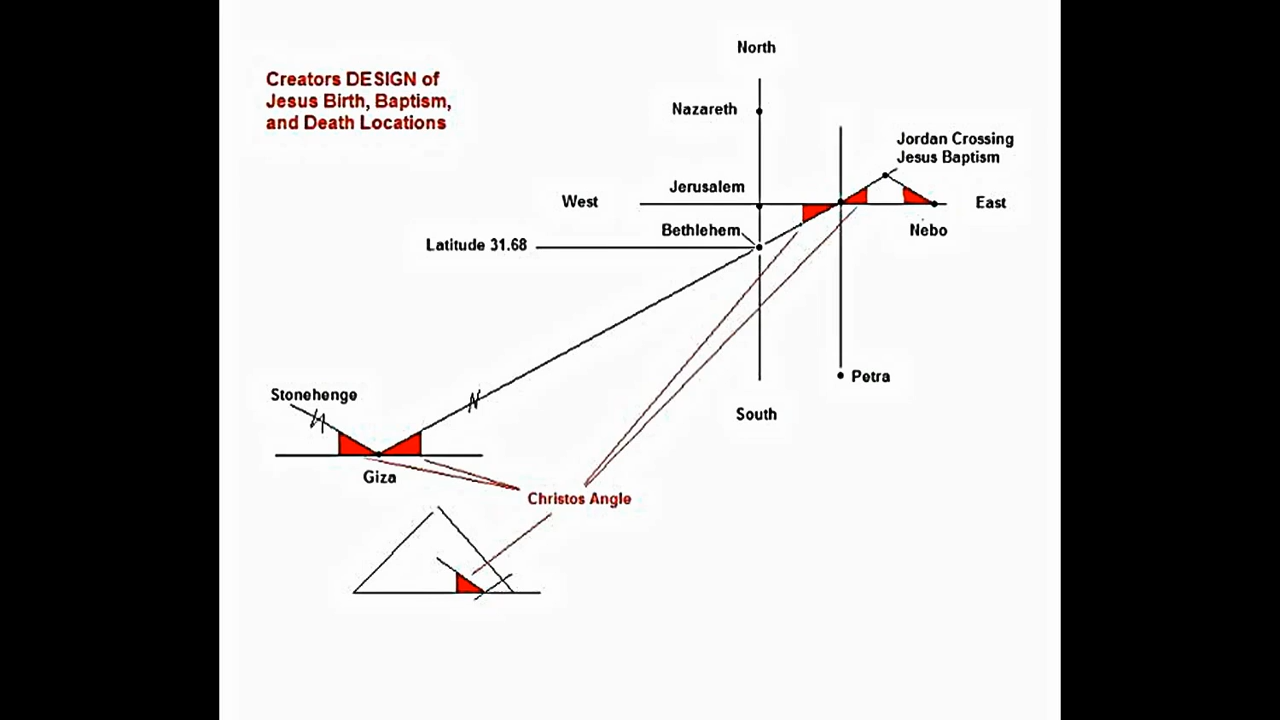 Creators DESIGN of
Jesus Birth, Baptism,
and Death Locations
North
Nazareth
Jordan Crossing
Jesus Baptism
Jerusalem
West
East
Bethlehem
Nebo
Latitude 31.68
Petra
Stonehenge
South
Giza
Christos Angle